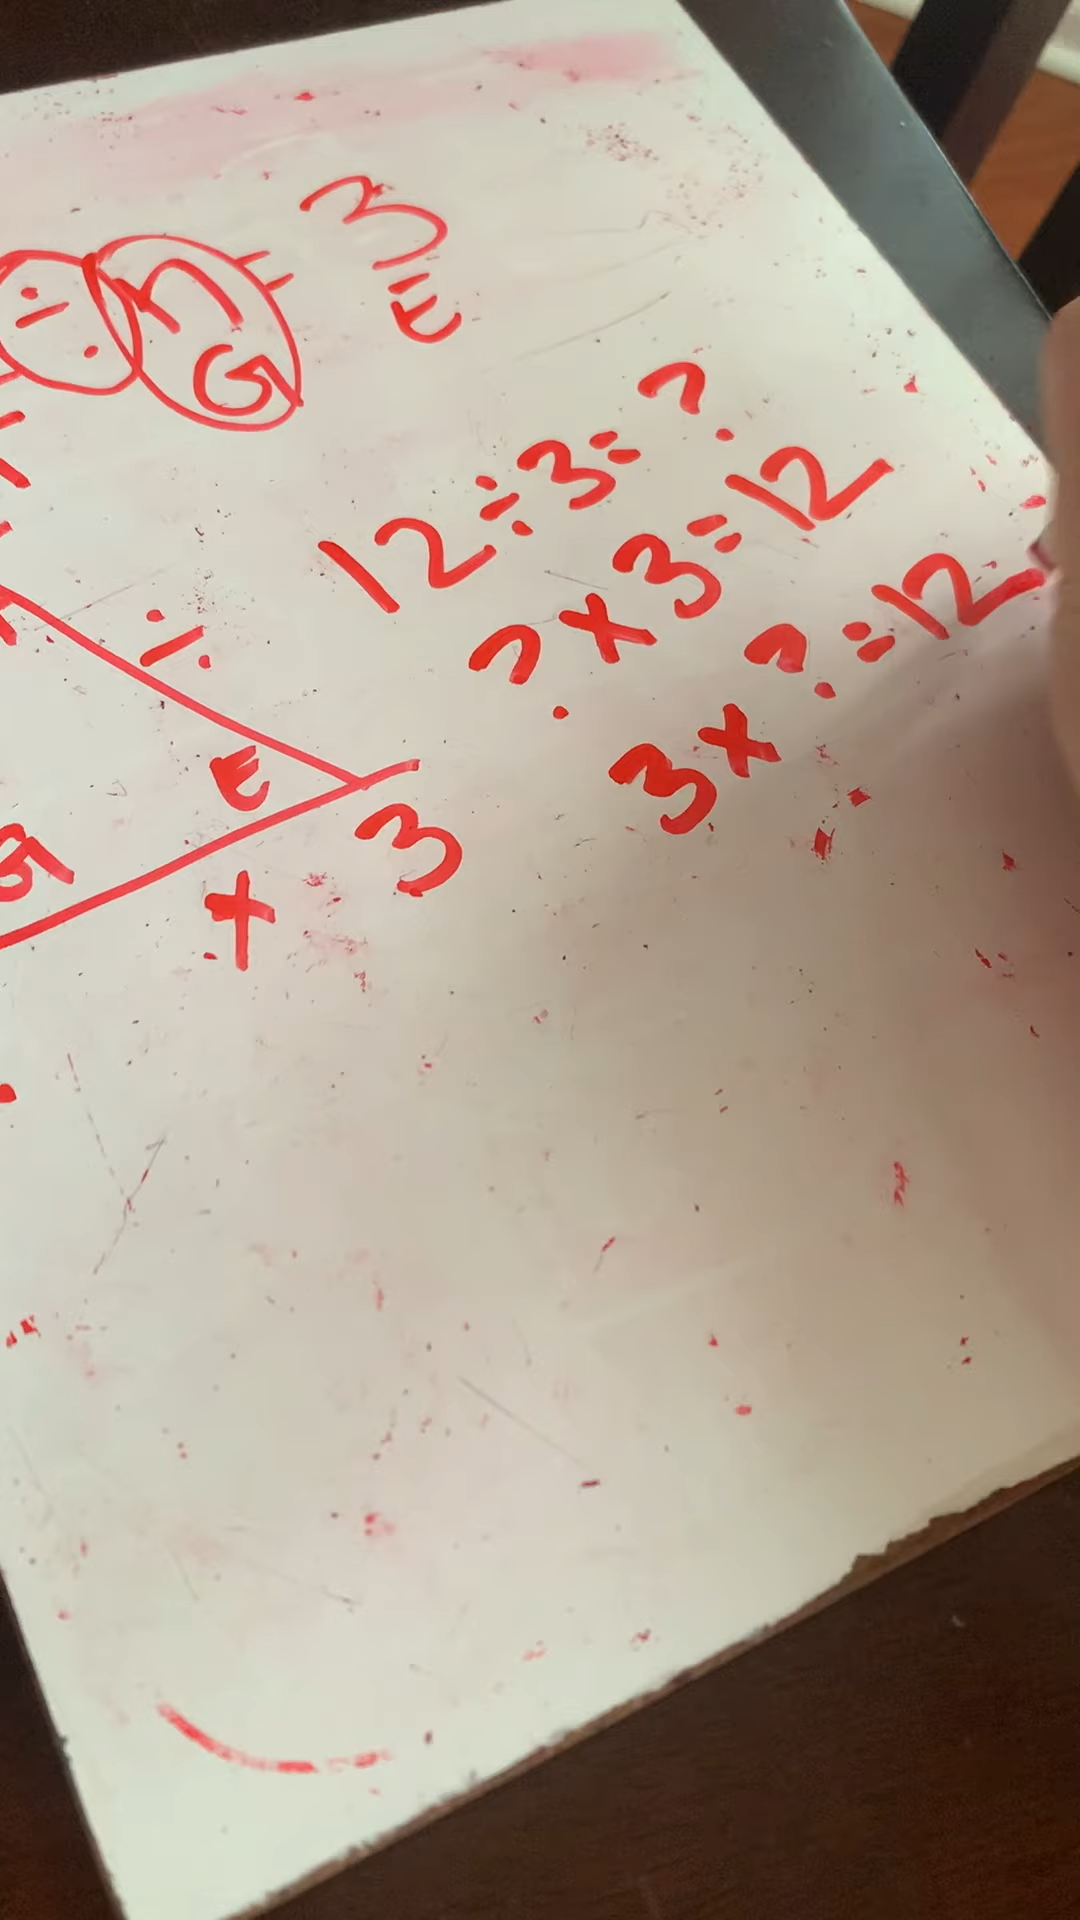 ÷ n = 3
G E
12÷3=?
?×3=12
3×?=12
÷
E
G
× 3